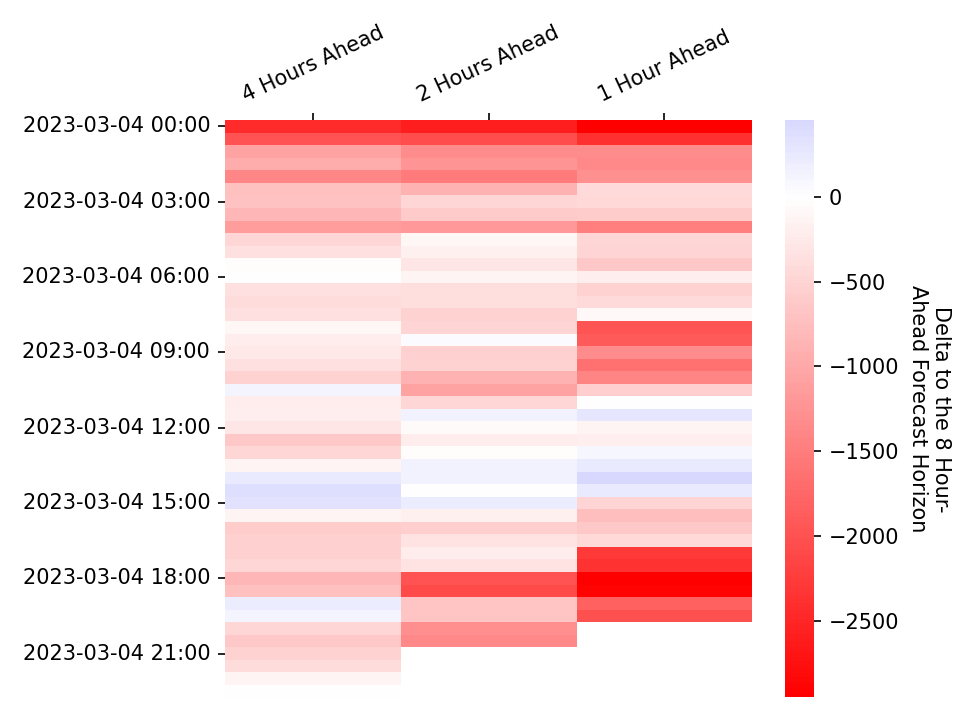 4 Hours Ahead
2 Hours Ahead
1 Hour Ahead
2023-03-04 00:00
2023-03-04 03:00
2023-03-04 06:00
2023-03-04 09:00
2023-03-04 12:00
2023-03-04 15:00
2023-03-04 18:00
2023-03-04 21:00
0
−500
−1000
−1500
−2000
−2500
Delta to the 8 Hour-
Ahead Forecast Horizon